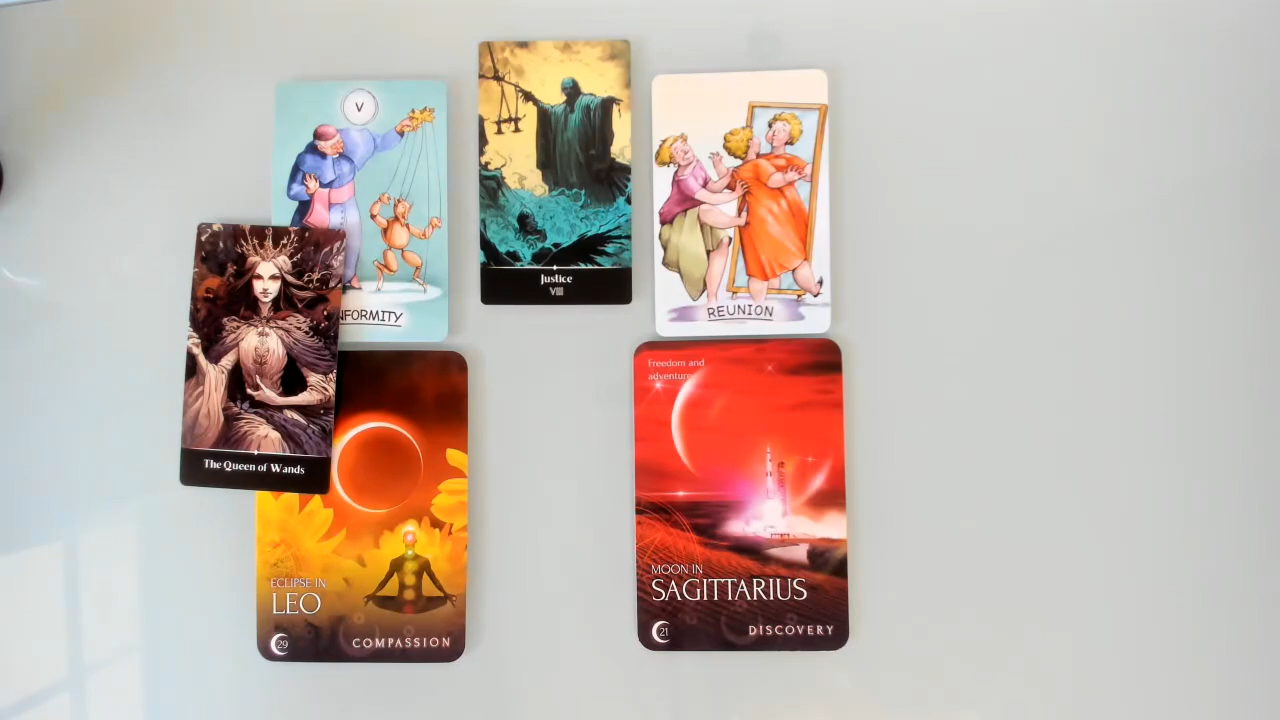 V
NFORMITY
Justice
VIII
REUNION
The Queen of Wands
ECLIPSE IN
LEO
29
COMPASSION
Freedom and
adventure
MOON IN
SAGITTARIUS
21
DISCOVERY